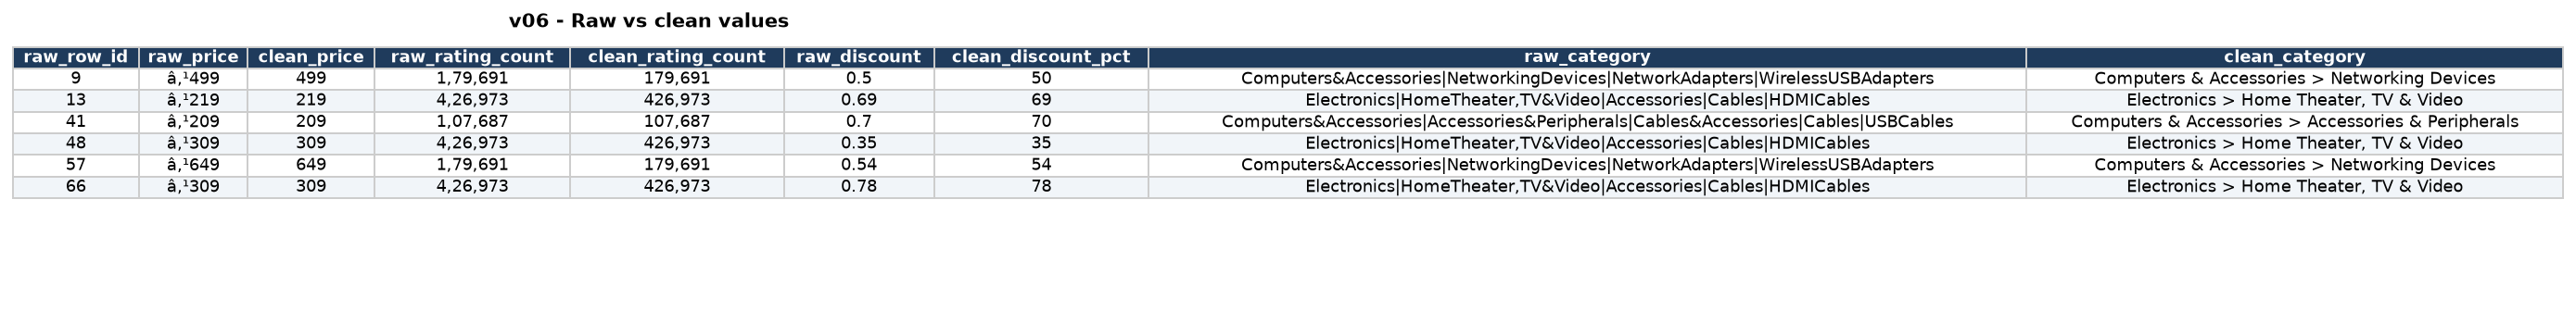 v06 - Raw vs clean values
raw_row_id raw_price clean_price raw_rating_count clean_rating_count raw_discount clean_discount_pct raw_category clean_category
9 â‚¹499 499 1,79,691 179,691 0.5 50 Computers&Accessories|NetworkingDevices|NetworkAdapters|WirelessUSBAdapters Computers & Accessories > Networking Devices
13 â‚¹219 219 4,26,973 426,973 0.69 69 Electronics|HomeTheater,TV&Video|Accessories|Cables|HDMICables Electronics > Home Theater, TV & Video
41 â‚¹209 209 1,07,687 107,687 0.7 70 Computers&Accessories|Accessories&Peripherals|Cables&Accessories|Cables|USBCables Computers & Accessories > Accessories & Peripherals
48 â‚¹309 309 4,26,973 426,973 0.35 35 Electronics|HomeTheater,TV&Video|Accessories|Cables|HDMICables Electronics > Home Theater, TV & Video
57 â‚¹649 649 1,79,691 179,691 0.54 54 Computers&Accessories|NetworkingDevices|NetworkAdapters|WirelessUSBAdapters Computers & Accessories > Networking Devices
66 â‚¹309 309 4,26,973 426,973 0.78 78 Electronics|HomeTheater,TV&Video|Accessories|Cables|HDMICables Electronics > Home Theater, TV & Video